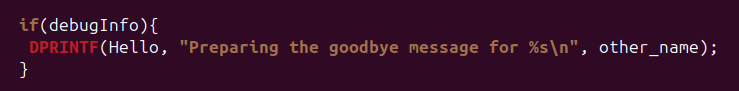 if(debugInfo){
DPRINTF(Hello, "Preparing the goodbye message for %s\n", other_name);
}